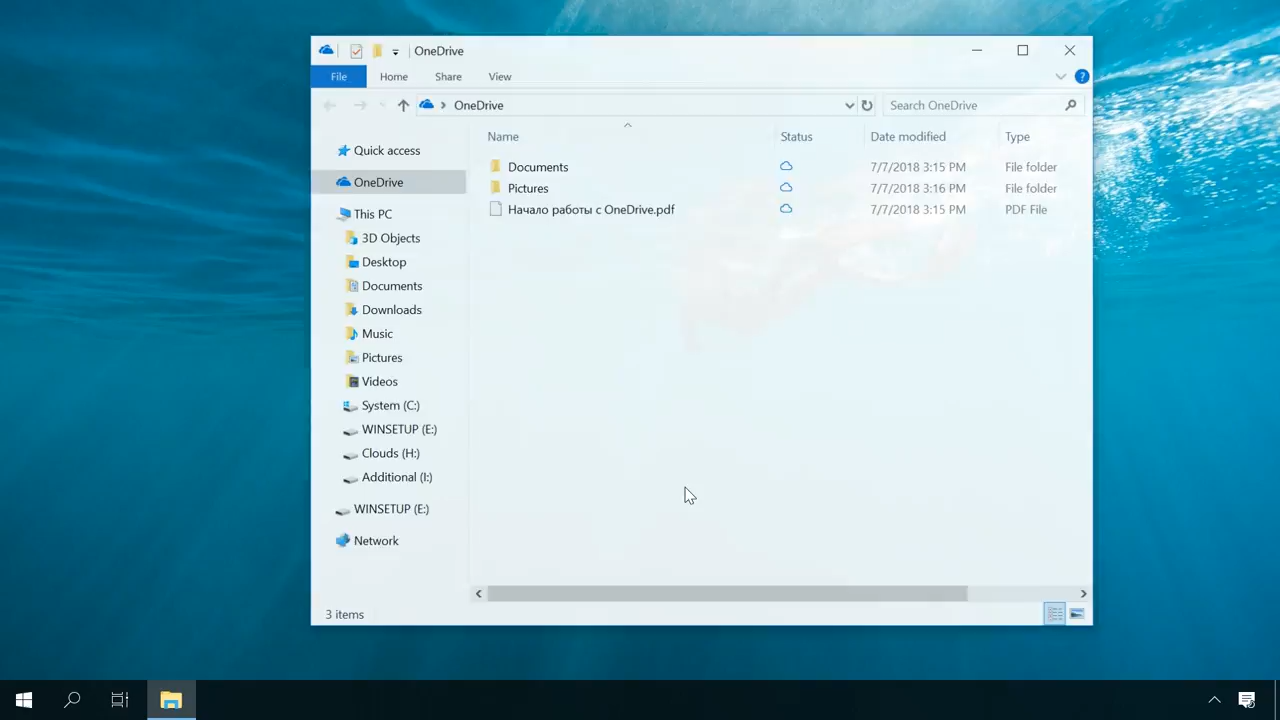 OneDrive
File Home Share View
OneDrive
Search OneDrive
Name Status Date modified Type
Documents 7/7/2018 3:15 PM File folder
Pictures 7/7/2018 3:16 PM File folder
Начало работы с OneDrive.pdf 7/7/2018 3:15 PM PDF File
Quick access
OneDrive
This PC
3D Objects
Desktop
Documents
Downloads
Music
Pictures
Videos
System (C:)
WINSETUP (E:)
Clouds (H:)
Additional (I:)
WINSETUP (E:)
Network
3 items